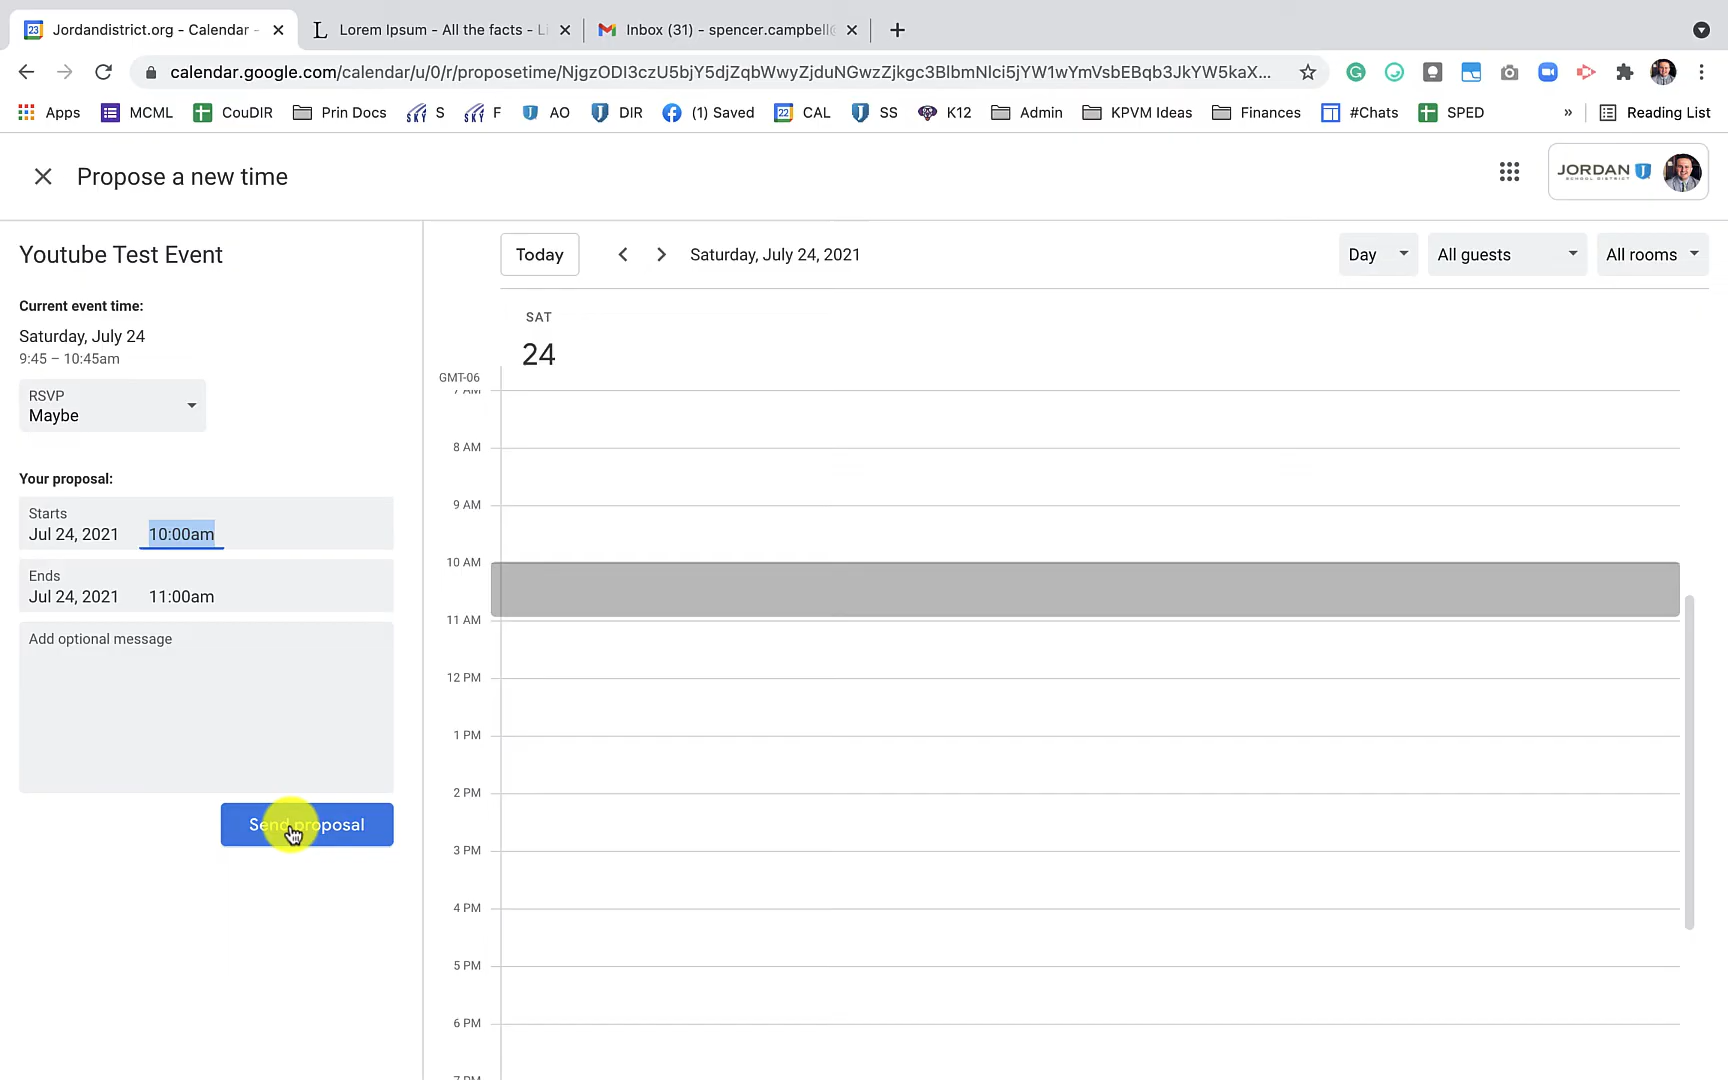 Jordandistrict.org - Calendar -
Lorem Ipsum - All the facts - Li
Inbox (31) - spencer.campbell@
calendar.google.com/calendar/u/0/r/proposetime/NjgzODI3czU5bjY5djZqbWwyZjduNGwzZjkgc3BlbmNlci5jYW1wYmVsbEBqb3JkYW5kaX...
Apps
MCML
CouDIR
Prin Docs
S
F
AO
DIR
(1) Saved
CAL
SS
K12
Admin
KPVM Ideas
Finances
#Chats
SPED
»
Reading List
Propose a new time
JORDAN
SCHOOL DISTRICT
Youtube Test Event
Current event time:
Saturday, July 24
9:45 – 10:45am
RSVP
Maybe
Your proposal:
Starts
Jul 24, 2021 10:00am
Ends
Jul 24, 2021 11:00am
Add optional message
Send proposal
Today
Saturday, July 24, 2021
Day
All guests
All rooms
SAT
24
GMT-06
7 AM
8 AM
9 AM
10 AM
11 AM
12 PM
1 PM
2 PM
3 PM
4 PM
5 PM
6 PM
7 PM